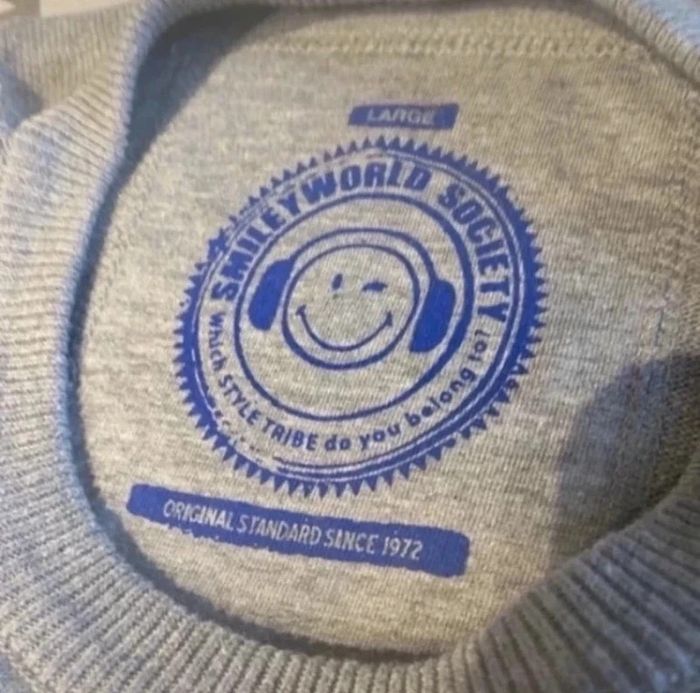 LARGE
SMILEYWORLD SOCIETY
Which STYLE TRIBE do you belong to?
ORIGINAL STANDARD SINCE 1972